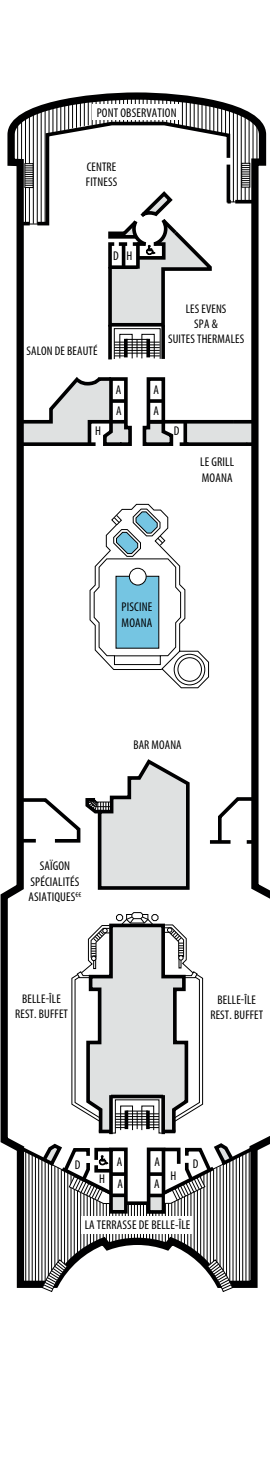 PONT OBSERVATION
CENTRE
FITNESS
D H
LES EVENS
SPA &
SUITES THERMALES
SALON DE BEAUTÉ
A A
A A
H D
LE GRILL
MOANA
PISCINE
MOANA
BAR MOANA
SAÏGON
SPÉCIALITÉS
ASIATIQUES€€
BELLE-ÎLE
REST. BUFFET
BELLE-ÎLE
REST. BUFFET
D A A H D
H A A
LA TERRASSE DE BELLE-ÎLE